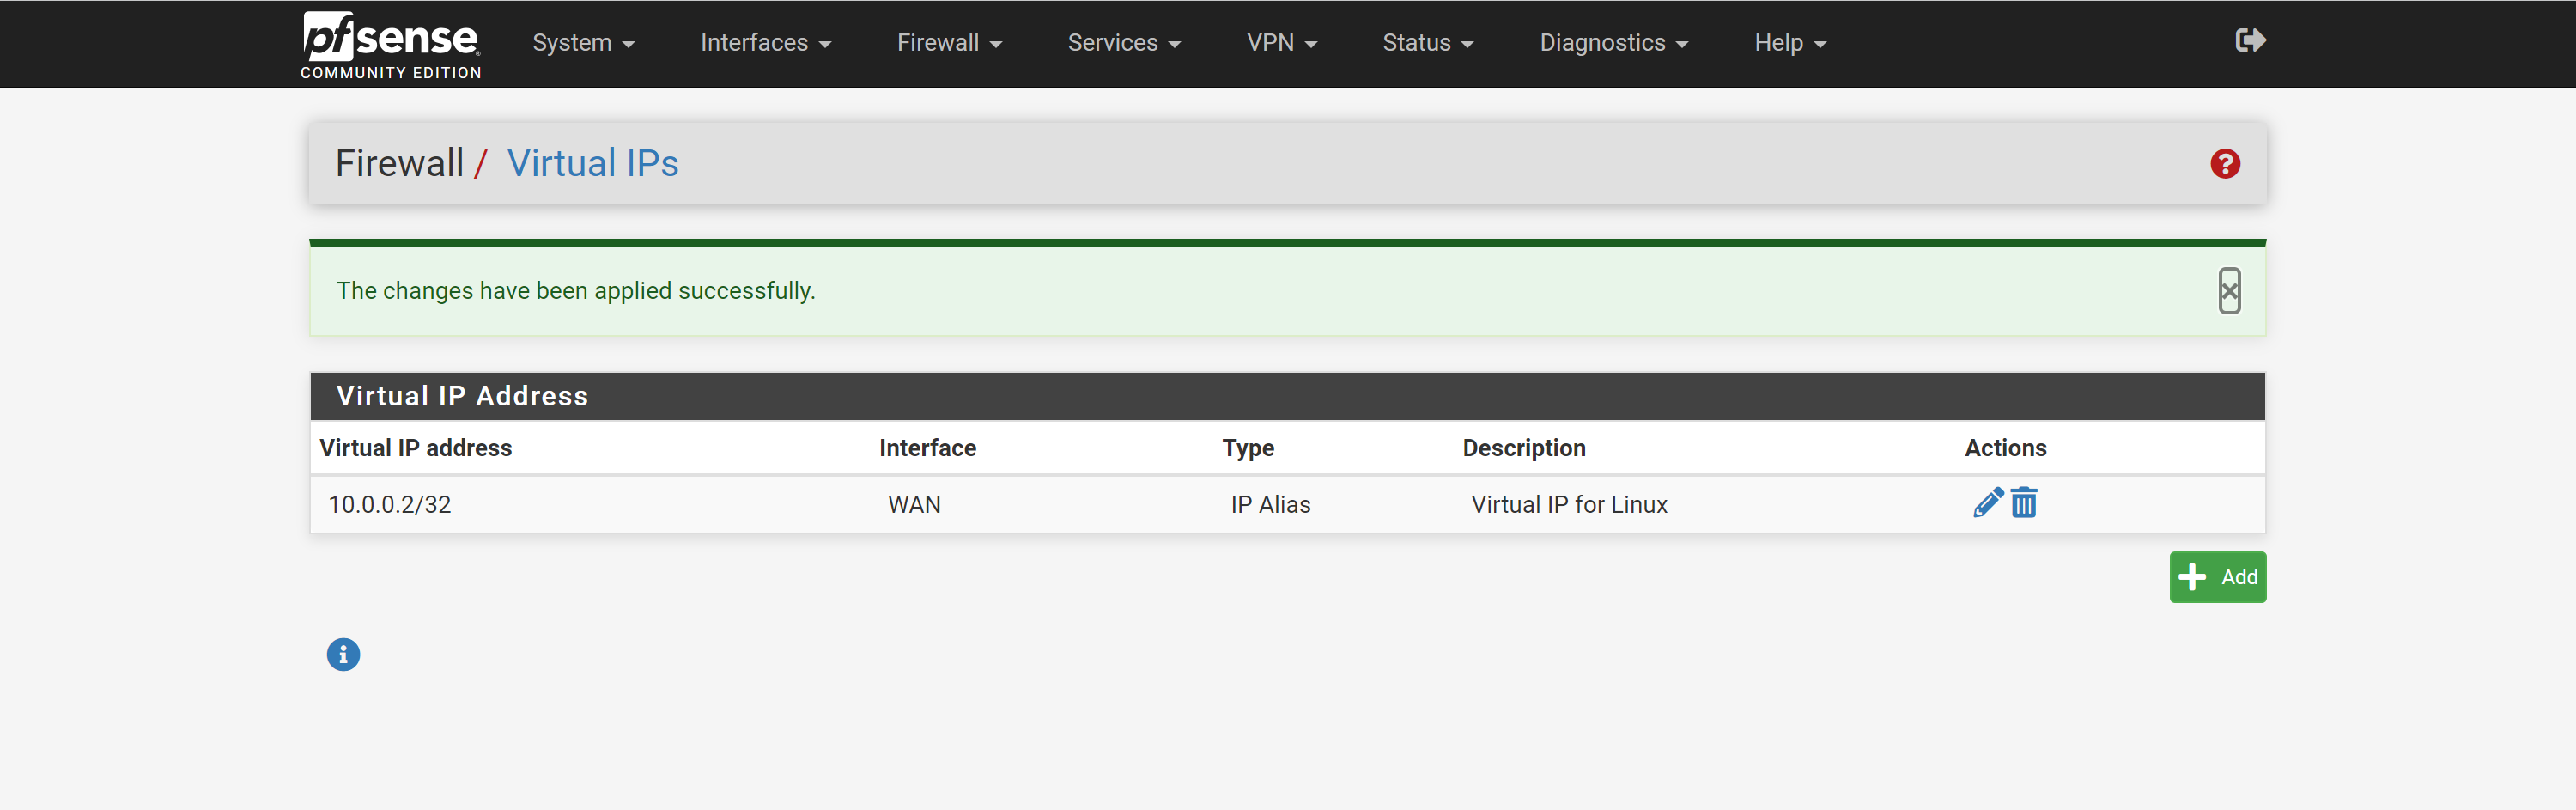 pfsense
COMMUNITY EDITION
System Interfaces Firewall Services VPN Status Diagnostics Help
Firewall / Virtual IPs
The changes have been applied successfully.
Virtual IP Address
Virtual IP address Interface Type Description Actions
10.0.0.2/32 WAN IP Alias Virtual IP for Linux
Add